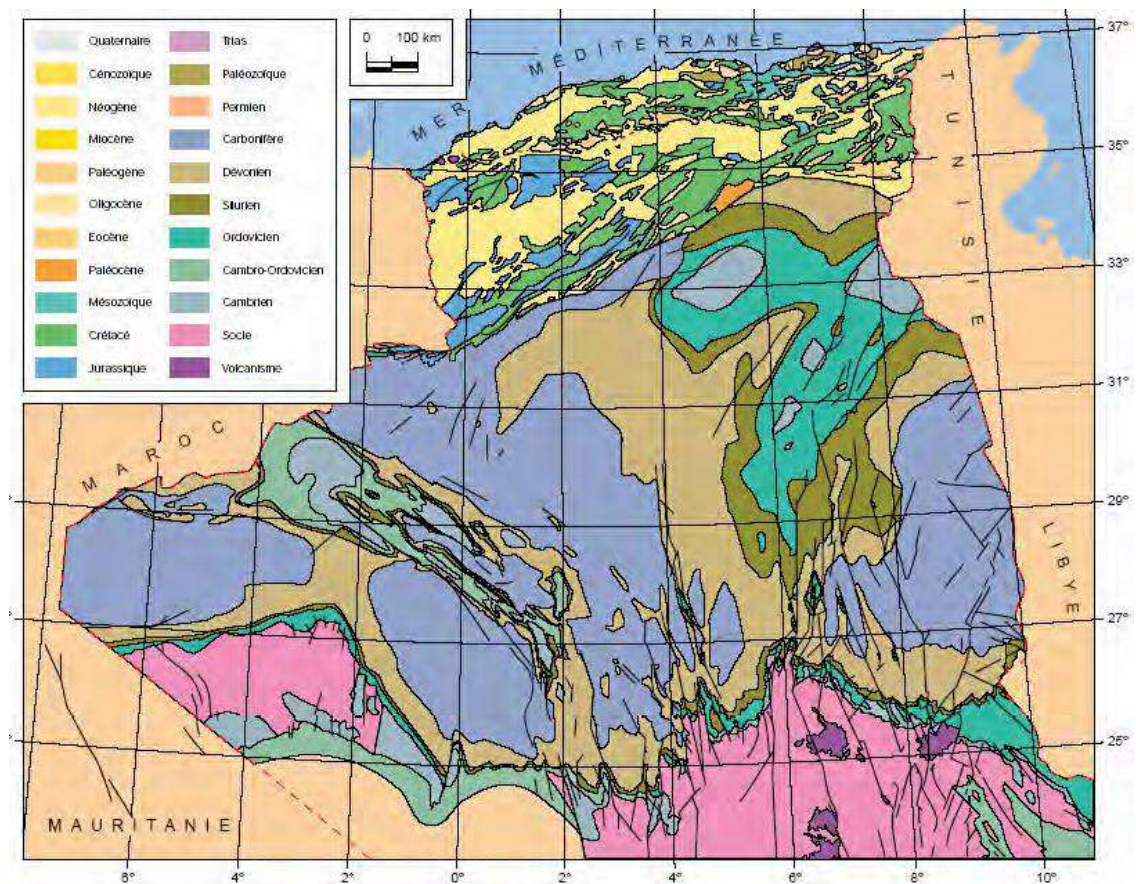 Quaternaire
Cénozoïque
Néogène
Miocène
Paléogène
Oligocène
Eocène
Paléocène
Mésozoïque
Crétacé
Jurassique
Trias
Paléozoïque
Permien
Carbonifère
Dévonien
Silurien
Ordovicien
Cambro-Ordovicien
Cambrien
Socle
Volcanisme
0 100 km
MER MÉDITERRANÉE
TUNISIE
LIBYE
MAROC
MAURITANIE
37°
35°
33°
31°
29°
27°
25°
6° 4° 2° 0° 2° 4° 6° 8° 10°